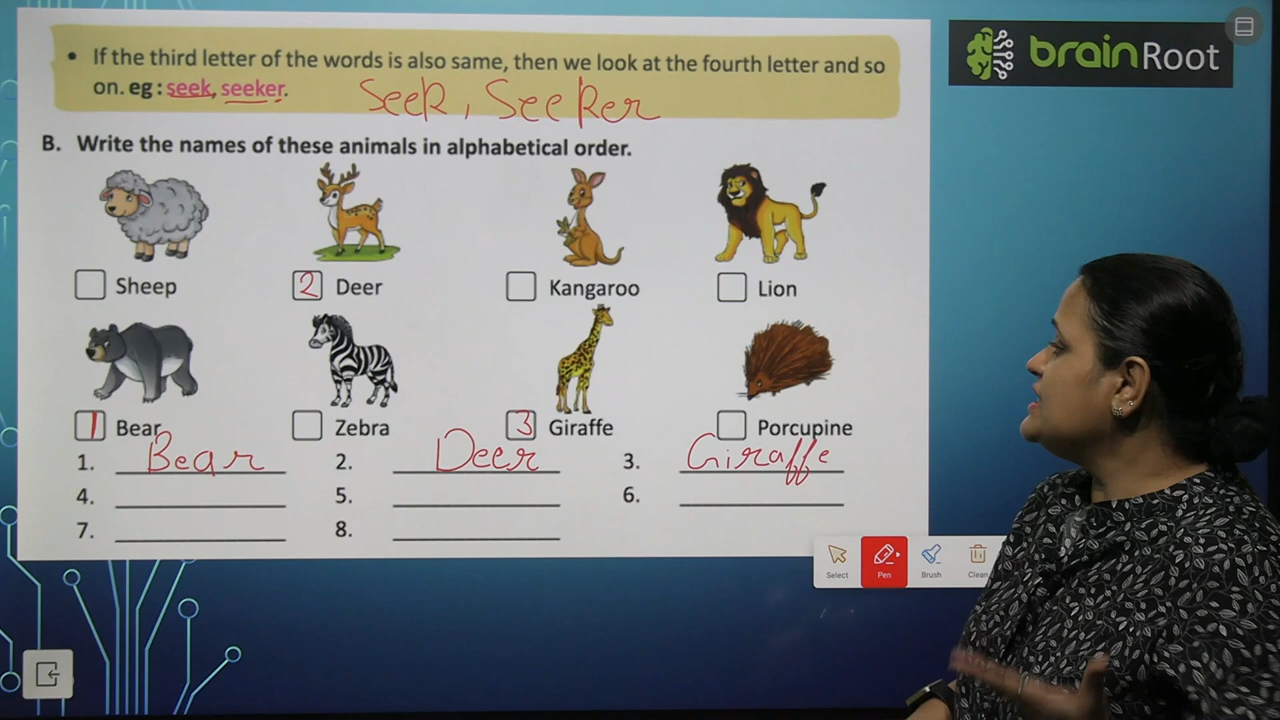 brainRoot
• If the third letter of the words is also same, then we look at the fourth letter and so
on. eg : seek, seeker.
Seek, Seeker
B. Write the names of these animals in alphabetical order.
Sheep 2 Deer Kangaroo Lion
1 Bear Zebra 3 Giraffe Porcupine
1. Bear 2. Deer 3. Giraffe
4. 5. 6.
7. 8.
Select Pen Brush Clean